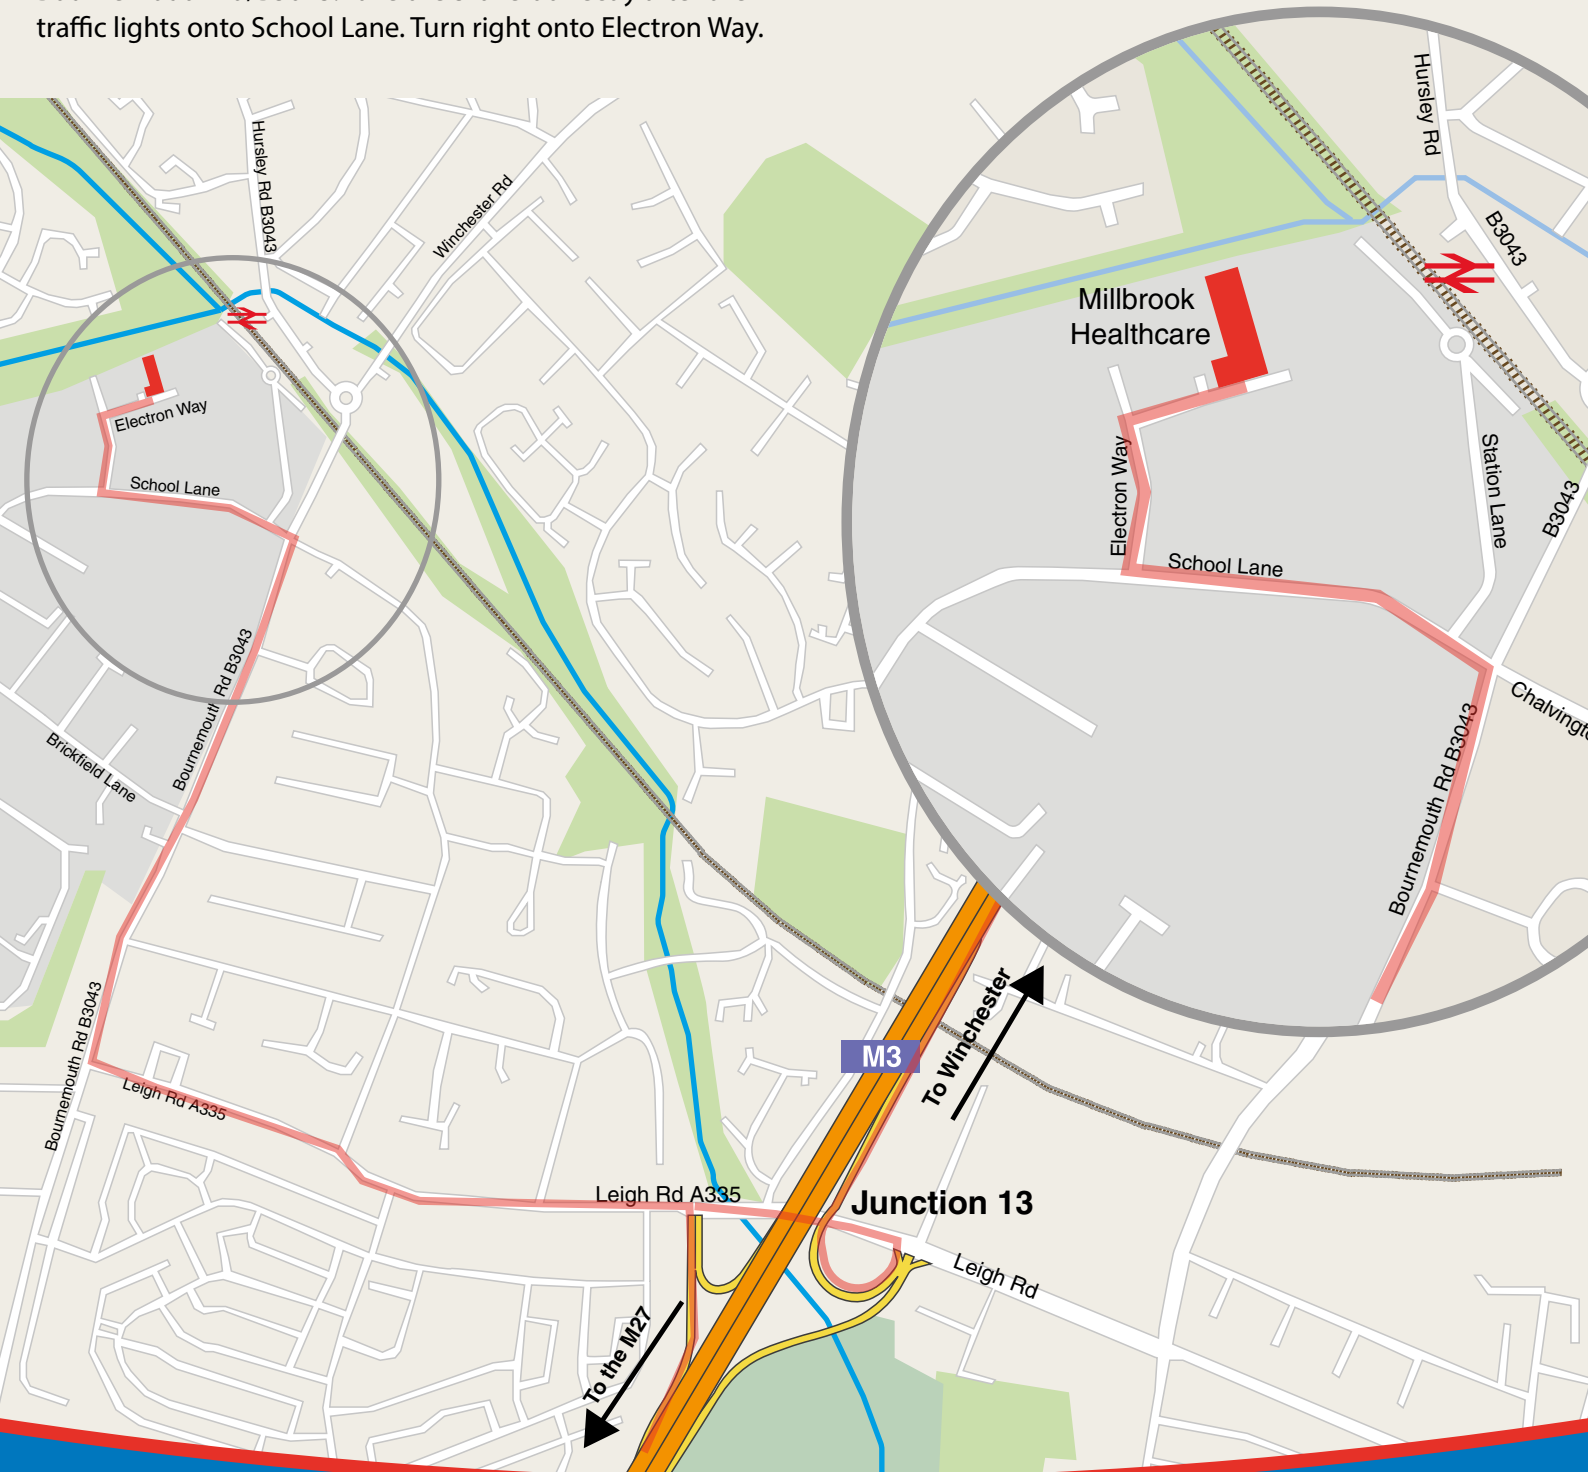 traffic lights onto School Lane. Turn right onto Electron Way.
Hursley Rd B3043
Winchester Rd
Electron Way
School Lane
Bournemouth Rd B3043
Brickfield Lane
Bournemouth Rd B3043
Leigh Rd A335
Leigh Rd A335
Hursley Rd
B3043
Millbrook
Healthcare
Electron Way
School Lane
Station Lane
B3043
Bournemouth Rd B3043
M3
To Winchester
Junction 13
Leigh Rd
To the M27